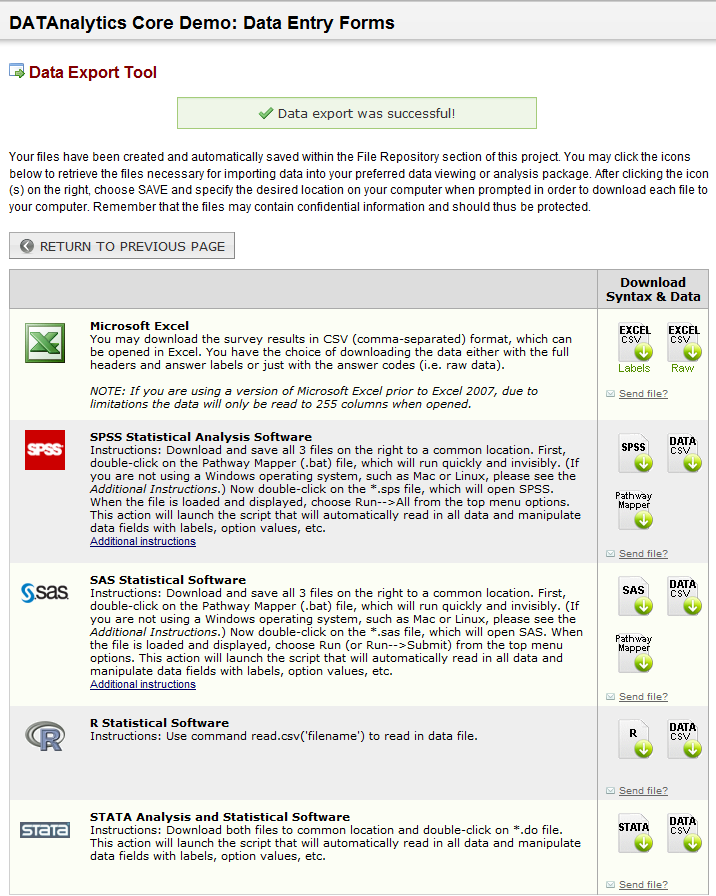 DATAnalytics Core Demo: Data Entry Forms
Data Export Tool
Data export was successful!
Your files have been created and automatically saved within the File Repository section of this project. You may click the icons
below to retrieve the files necessary for importing data into your preferred data viewing or analysis package. After clicking the icon
(s) on the right, choose SAVE and specify the desired location on your computer when prompted in order to download each file to
your computer. Remember that the files may contain confidential information and should thus be protected.
RETURN TO PREVIOUS PAGE
Download
Syntax & Data
Microsoft Excel
You may download the survey results in CSV (comma-separated) format, which can
be opened in Excel. You have the choice of downloading the data either with the full
headers and answer labels or just with the answer codes (i.e. raw data).
NOTE: If you are using a version of Microsoft Excel prior to Excel 2007, due to
limitations the data will only be read to 255 columns when opened.
EXCEL CSV EXCEL CSV
Labels Raw
Send file?
SPSS
SPSS Statistical Analysis Software
Instructions: Download and save all 3 files on the right to a common location. First,
double-click on the Pathway Mapper (.bat) file, which will run quickly and invisibly. (If
you are not using a Windows operating system, such as Mac or Linux, please see the
Additional Instructions.) Now double-click on the *.sps file, which will open SPSS.
When the file is loaded and displayed, choose Run-->All from the top menu options.
This action will launch the script that will automatically read in all data and manipulate
data fields with labels, option values, etc.
Additional instructions
SPSS DATA CSV
Pathway
Mapper
Send file?
sas
SAS Statistical Software
Instructions: Download and save all 3 files on the right to a common location. First,
double-click on the Pathway Mapper (.bat) file, which will run quickly and invisibly. (If
you are not using a Windows operating system, such as Mac or Linux, please see the
Additional Instructions.) Now double-click on the *.sas file, which will open SAS. When
the file is loaded and displayed, choose Run (or Run-->Submit) from the top menu
options. This action will launch the script that will automatically read in all data and
manipulate data fields with labels, option values, etc.
Additional instructions
SAS DATA CSV
Pathway
Mapper
Send file?
R
R Statistical Software
Instructions: Use command read.csv('filename') to read in data file.
R DATA CSV
Send file?
STATA
STATA Analysis and Statistical Software
Instructions: Download both files to common location and double-click on *.do file.
This action will launch the script that will automatically read in all data and manipulate
data fields with labels, option values, etc.
STATA DATA CSV
Send file?